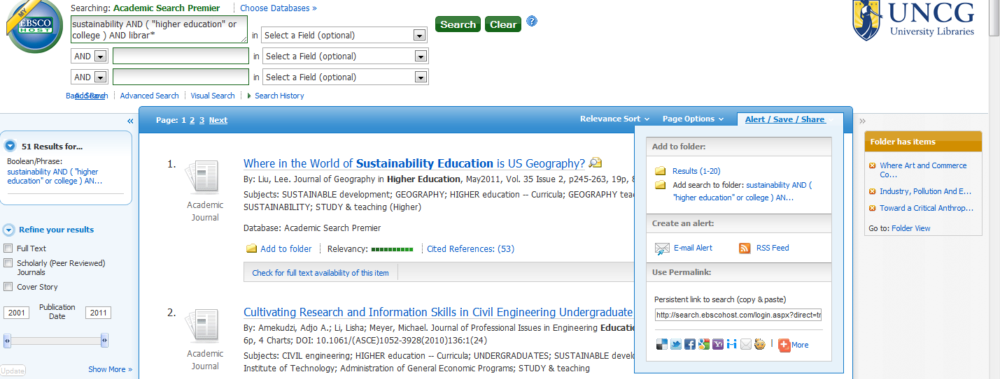 Searching: Academic Search Premier Choose Databases »
MY
EBSCO
HOST
sustainability AND ( "higher education" or
college ) AND librar*
in Select a Field (optional)
Search Clear
UNCG
University Libraries
AND in Select a Field (optional)
AND in Select a Field (optional)
Basic Search Add Row Advanced Search Visual Search Search History
«
51 Results for...
Boolean/Phrase:
sustainability AND ( "higher
education" or college ) AN...
Refine your results
Full Text
Scholarly (Peer Reviewed)
Journals
Cover Story
2001 Publication
Date 2011
Show More »
Update
Page: 1 2 3 Next
Relevance Sort Page Options Alert / Save / Share
1. Where in the World of Sustainability Education is US Geography?
By: Liu, Lee. Journal of Geography in Higher Education, May2011, Vol. 35 Issue 2, p245-263, 19p,
Subjects: SUSTAINABLE development; GEOGRAPHY; HIGHER education -- Curricula; GEOGRAPHY tea
SUSTAINABILITY; STUDY & teaching (Higher)
Academic
Journal
Database: Academic Search Premier
Add to folder Relevancy: Cited References: (53)
Check for full text availability of this item
2. Cultivating Research and Information Skills in Civil Engineering Undergraduate
By: Amekudzi, Adjo A.; Li, Lisha; Meyer, Michael. Journal of Professional Issues in Engineering Educatio
6p, 4 Charts; DOI: 10.1061/(ASCE)1052-3928(2010)136:1(24)
Academic
Journal
Subjects: CIVIL engineering; HIGHER education -- Curricula; UNDERGRADUATES; SUSTAINABLE develo
Institute of Technology; Administration of General Economic Programs; STUDY & teaching
Add to folder:
Results (1-20)
Add search to folder: sustainability AND (
"higher education" or college ) AN...
Create an alert:
E-mail Alert RSS Feed
Use Permalink:
Persistent link to search (copy & paste)
http://search.ebscohost.com/login.aspx?direct=tr
More
»
Folder has items
Where Art and Commerce
Co...
Industry, Pollution And E...
Toward a Critical Anthrop...
Go to: Folder View